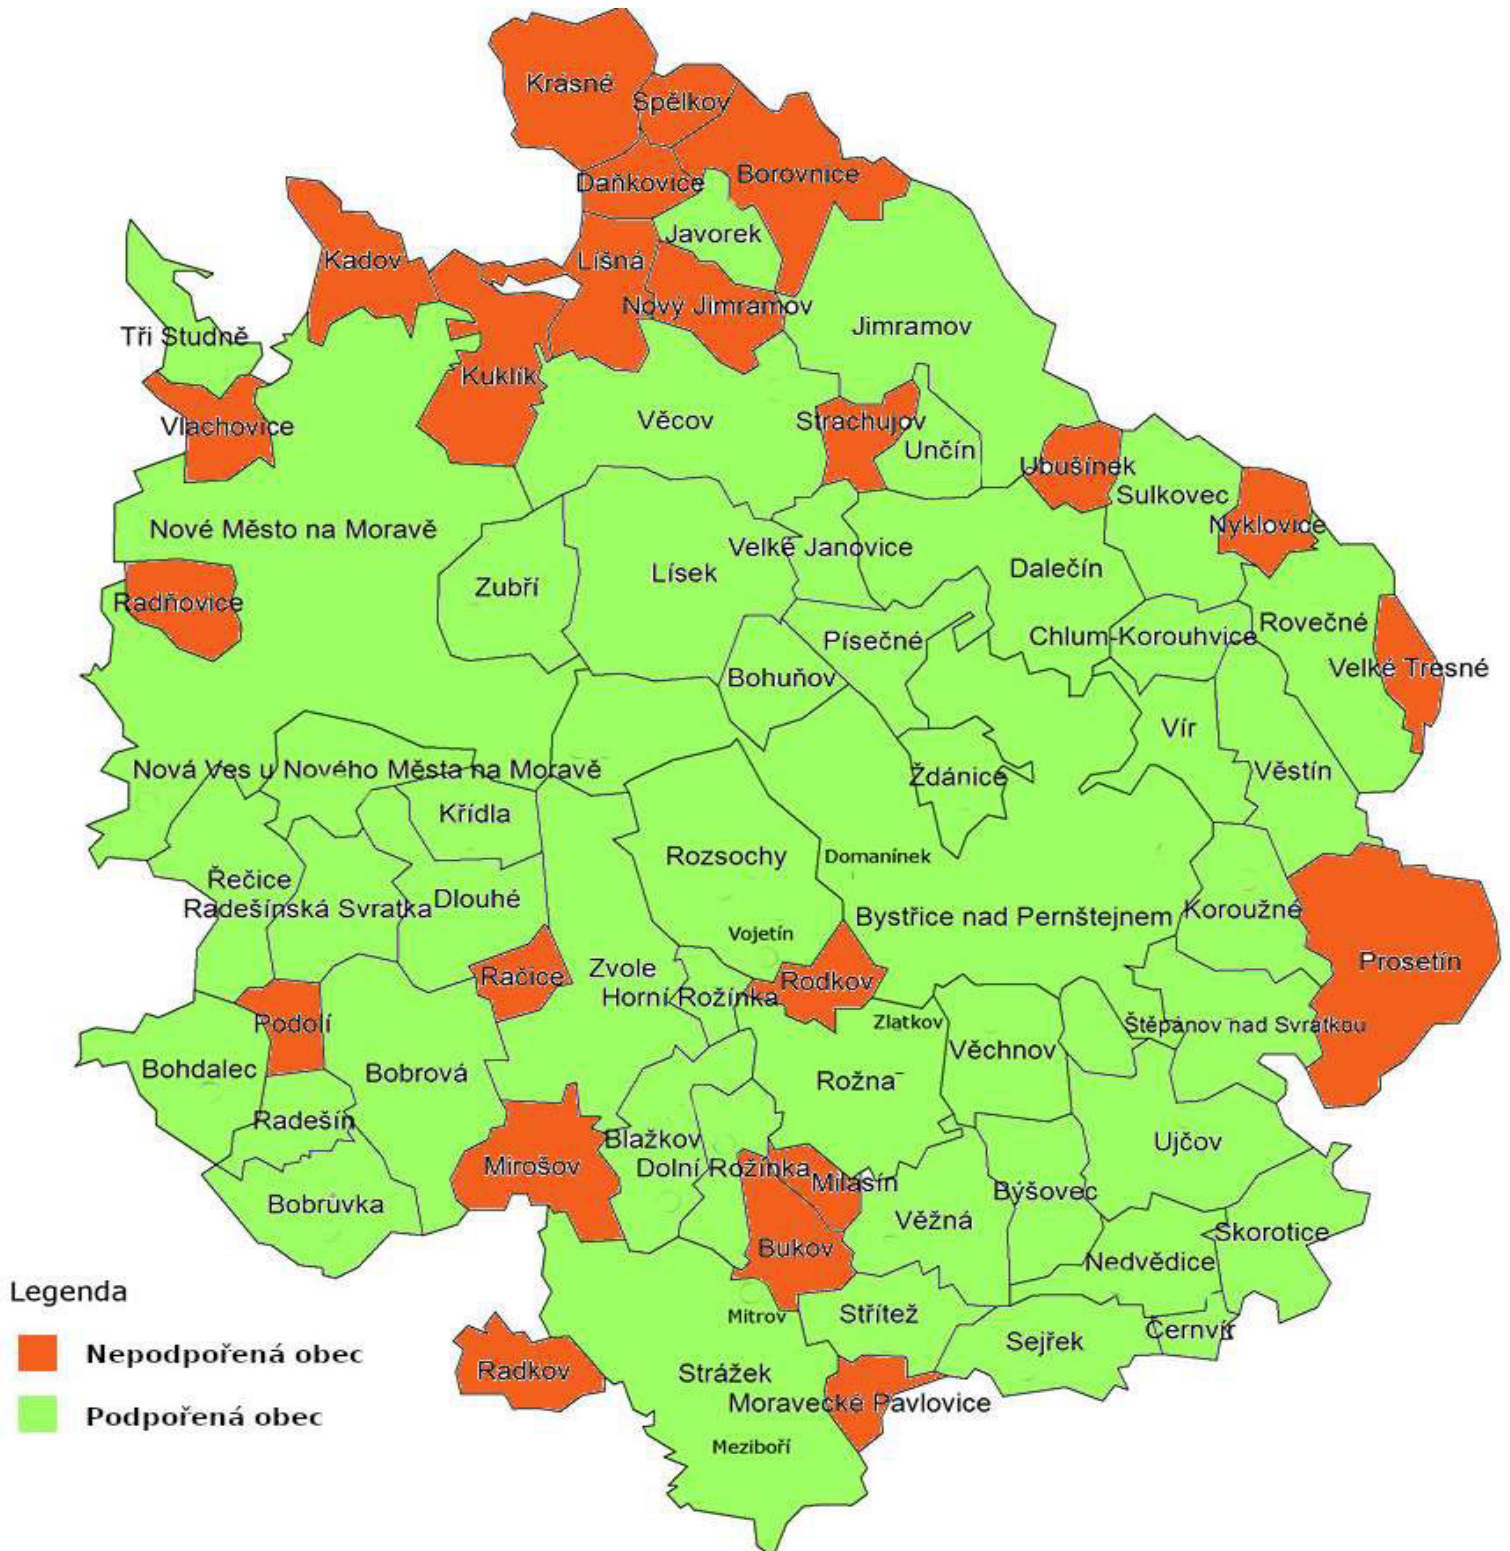 Krásné
Spělkov
Daňkovice
Borovnice
Javorek
Kadov
Líšná
Nový Jimramov
Jimramov
Tři Studně
Kuklík
Vlachovice
Věcov
Strachujov
Unčín
Ubušínek
Sulkovec
Nyklovice
Nové Město na Moravě
Velké Janovice
Lísek
Zubří
Dalečín
Radňovice
Písečné
Chlum-Korouhvice
Rovečné
Velké Tresné
Bohuňov
Vír
Nová Ves u Nového Města na Moravě
Ždánice
Věstín
Křídla
Rozsochy
Domanínek
Řečice
Radešínská Svratka
Dlouhé
Bystřice nad Pernštejnem
Koroužné
Vojetín
Prosetín
Račice
Zvole
Horní Rožínka
Rodkov
Podolí
Zlatkov
Štěpánov nad Svratkou
Věchnov
Bohdalec
Bobrová
Rožna
Radešín
Blažkov
Ujčov
Mirošov
Dolní Rožínka
Milasín
Býšovec
Bobrůvka
Věžná
Bukov
Skorotice
Nedvědice
Legenda
Mitrov
Střítež
Sejřek
Černvír
Nepodpořená obec
Radkov
Strážek
Moravecké Pavlovice
Podpořená obec
Meziboří